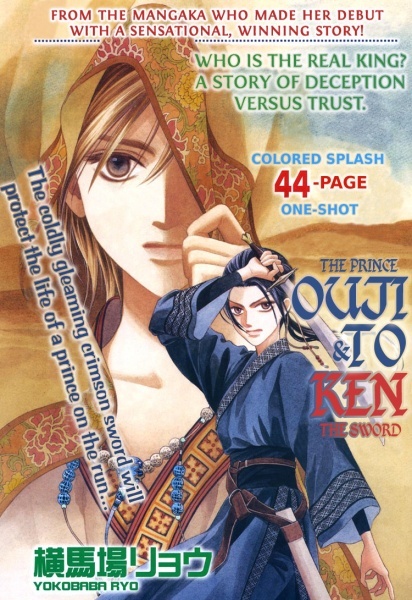 FROM THE MANGAKA WHO MADE HER DEBUT
WITH A SENSATIONAL, WINNING STORY!
WHO IS THE REAL KING?
A STORY OF DECEPTION
VERSUS TRUST.
COLORED SPLASH
44-PAGE
ONE-SHOT
THE PRINCE
OUJI
& TO
KEN
THE SWORD
The coldly gleaming crimson sword will
protect the life of a prince on the run...
横馬場リョウ
YOKOBABA RYO